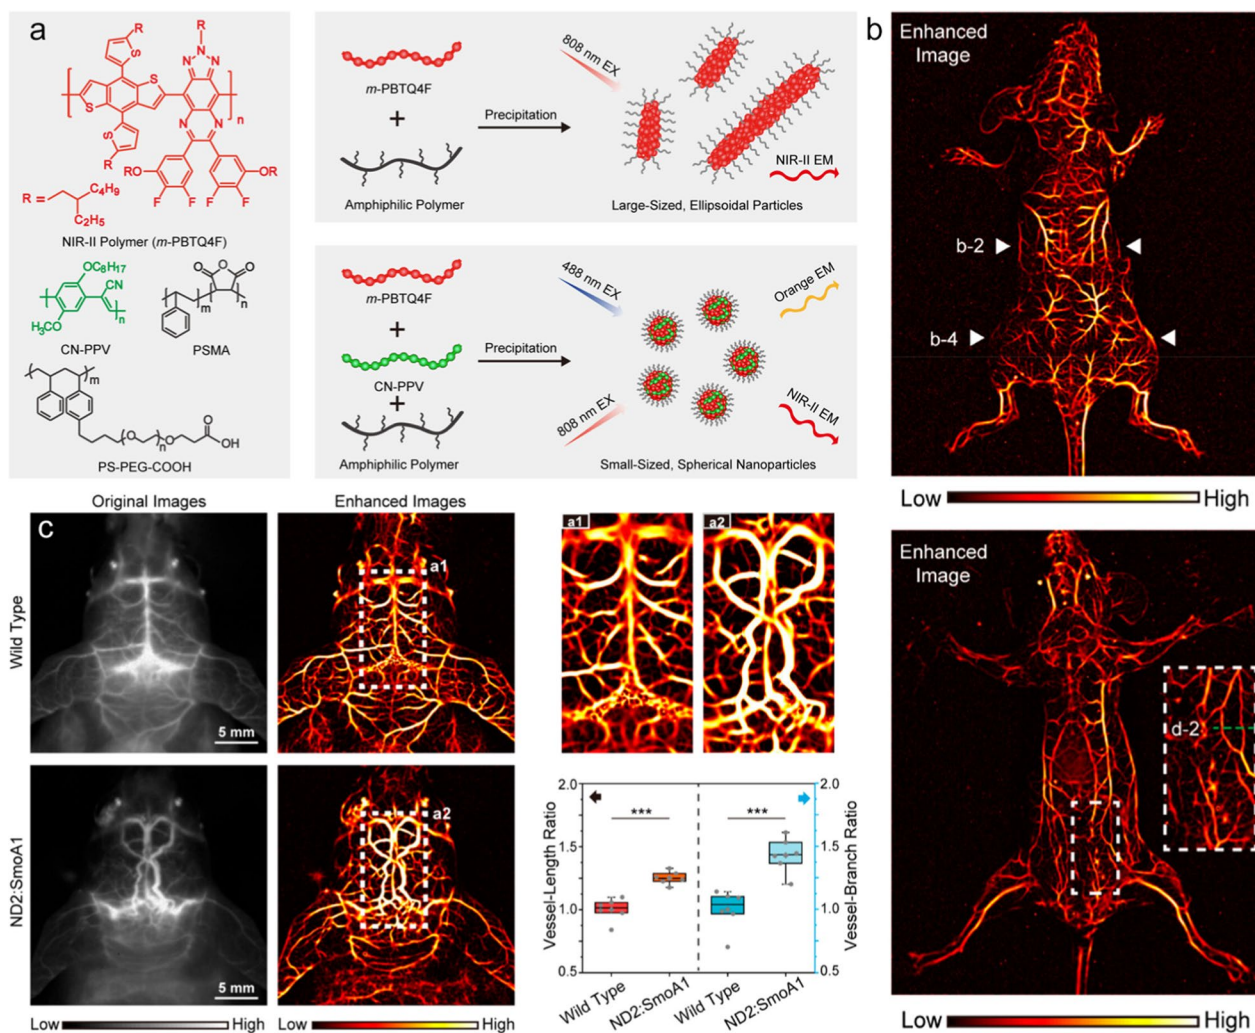 a
R
S
R
N
N
N
S
S
n
N
N
S
R
RO
OR
F
F
F
F
R =
C4H9
C2H5
NIR-II Polymer (m-PBTQ4F)
OC8H17
CN
n
H3CO
CN-PPV
O
O
O
m
n
PSMA
m
O
n
O
O
OH
PS-PEG-COOH
m-PBTQ4F
+
Amphiphilic Polymer
Precipitation
808 nm EX
NIR-II EM
Large-Sized, Ellipsoidal Particles
m-PBTQ4F
+
CN-PPV
+
Amphiphilic Polymer
Precipitation
488 nm EX
808 nm EX
Orange EM
NIR-II EM
Small-Sized, Spherical Nanoparticles
b
Enhanced
Image
b-2
b-4
Low
High
Enhanced
Image
d-2
Low
High
Original Images
Enhanced Images
c
Wild Type
5 mm
a1
ND2:SmoA1
5 mm
a2
Low
High
Low
High
a1
a2
Vessel-Length Ratio
2.0
1.5
1.0
0.5
***
***
2.0
1.5
1.0
0.5
Vessel-Branch Ratio
Wild Type
ND2:SmoA1
Wild Type
ND2:SmoA1